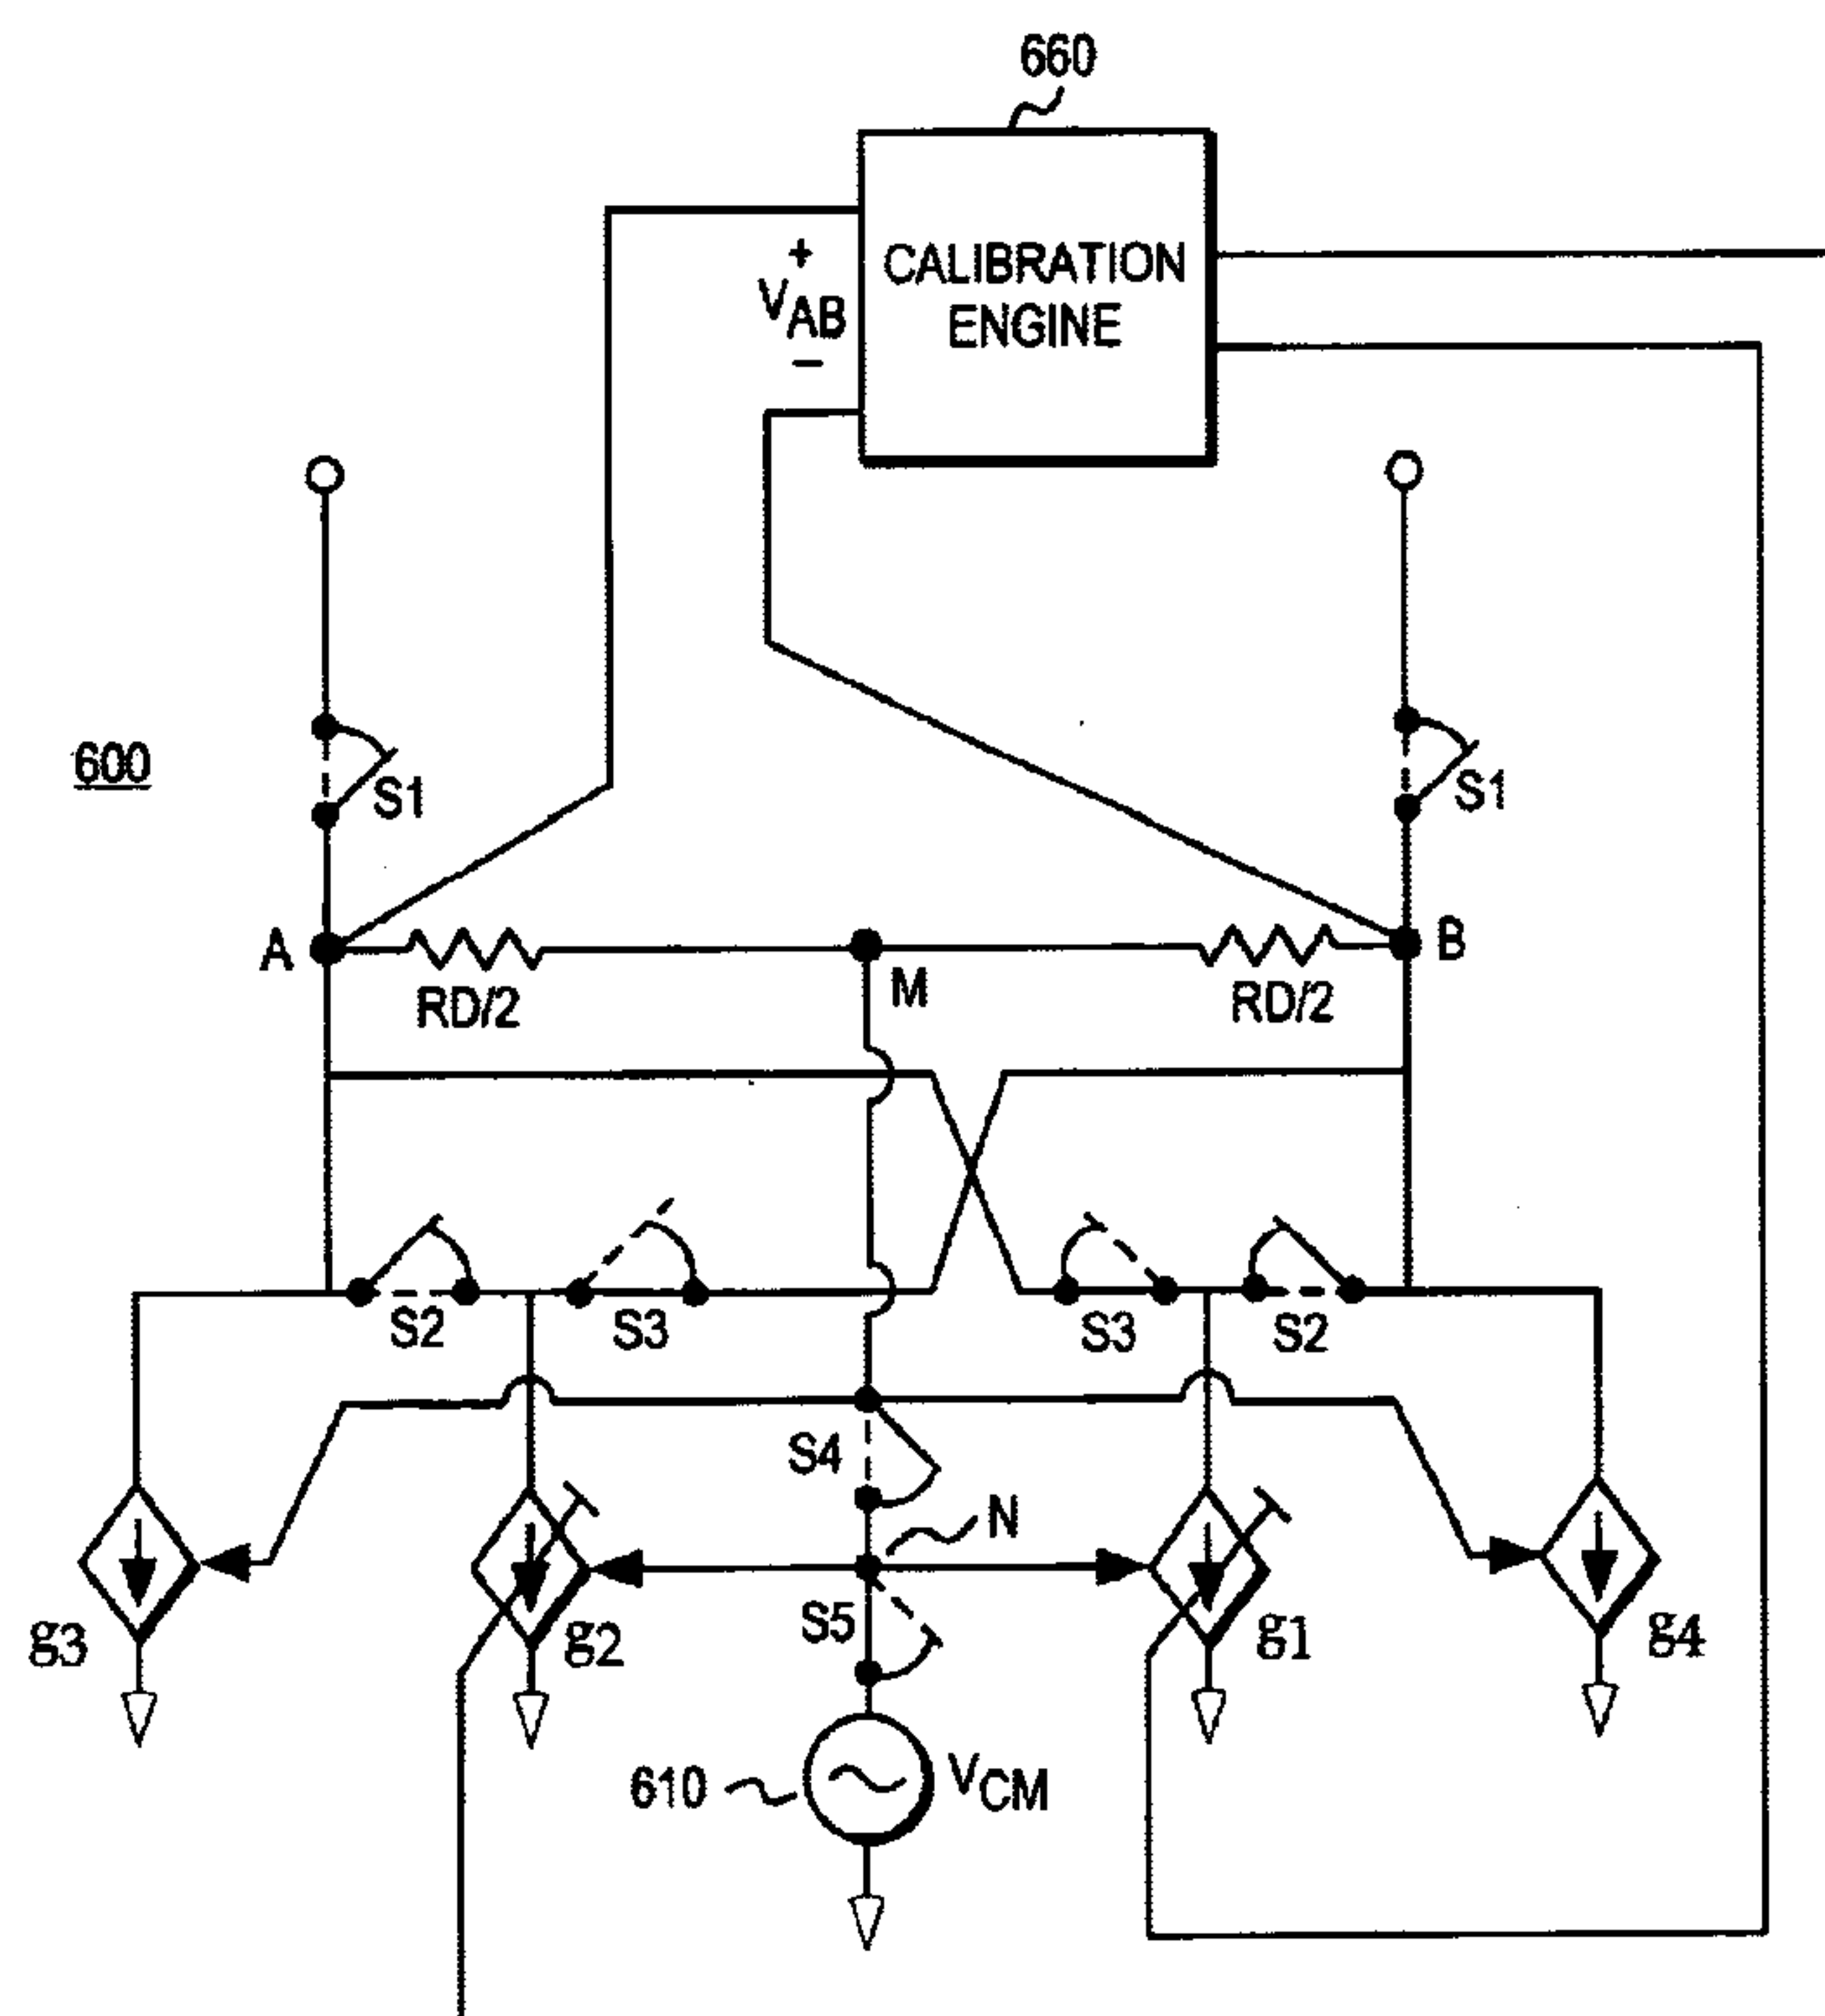 660
+
VAB
−
CALIBRATION
ENGINE
600
S1
S1
A
B
M
RD/2
RD/2
S2
S3
S3
S2
S4
N
S5
g3
g2
g1
g4
610
VCM